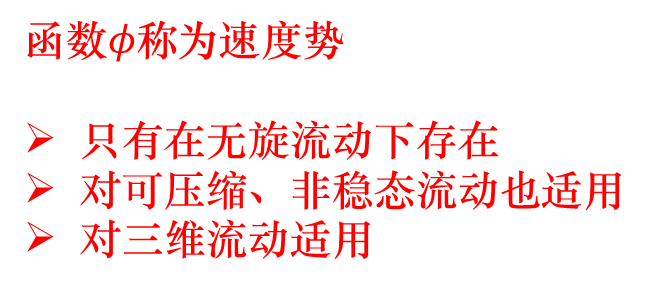 函数ϕ称为速度势
➢ 只有在无旋流动下存在
➢ 对可压缩、非稳态流动也适用
➢ 对三维流动适用